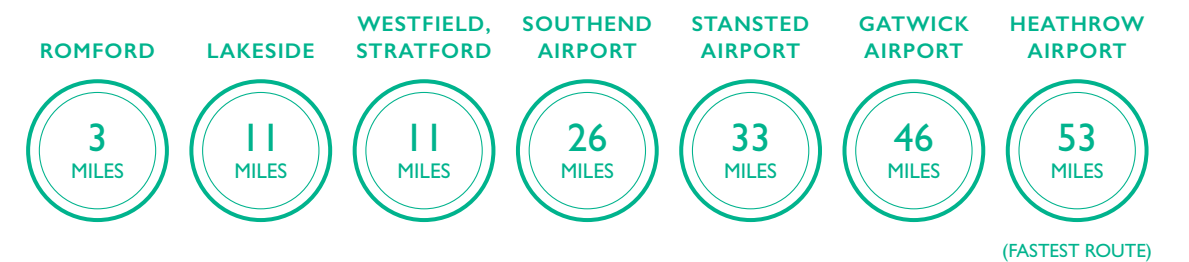 ROMFORD
3
MILES
LAKESIDE
11
MILES
WESTFIELD,
STRATFORD
11
MILES
SOUTHEND
AIRPORT
26
MILES
STANSTED
AIRPORT
33
MILES
GATWICK
AIRPORT
46
MILES
HEATHROW
AIRPORT
53
MILES
(FASTEST ROUTE)